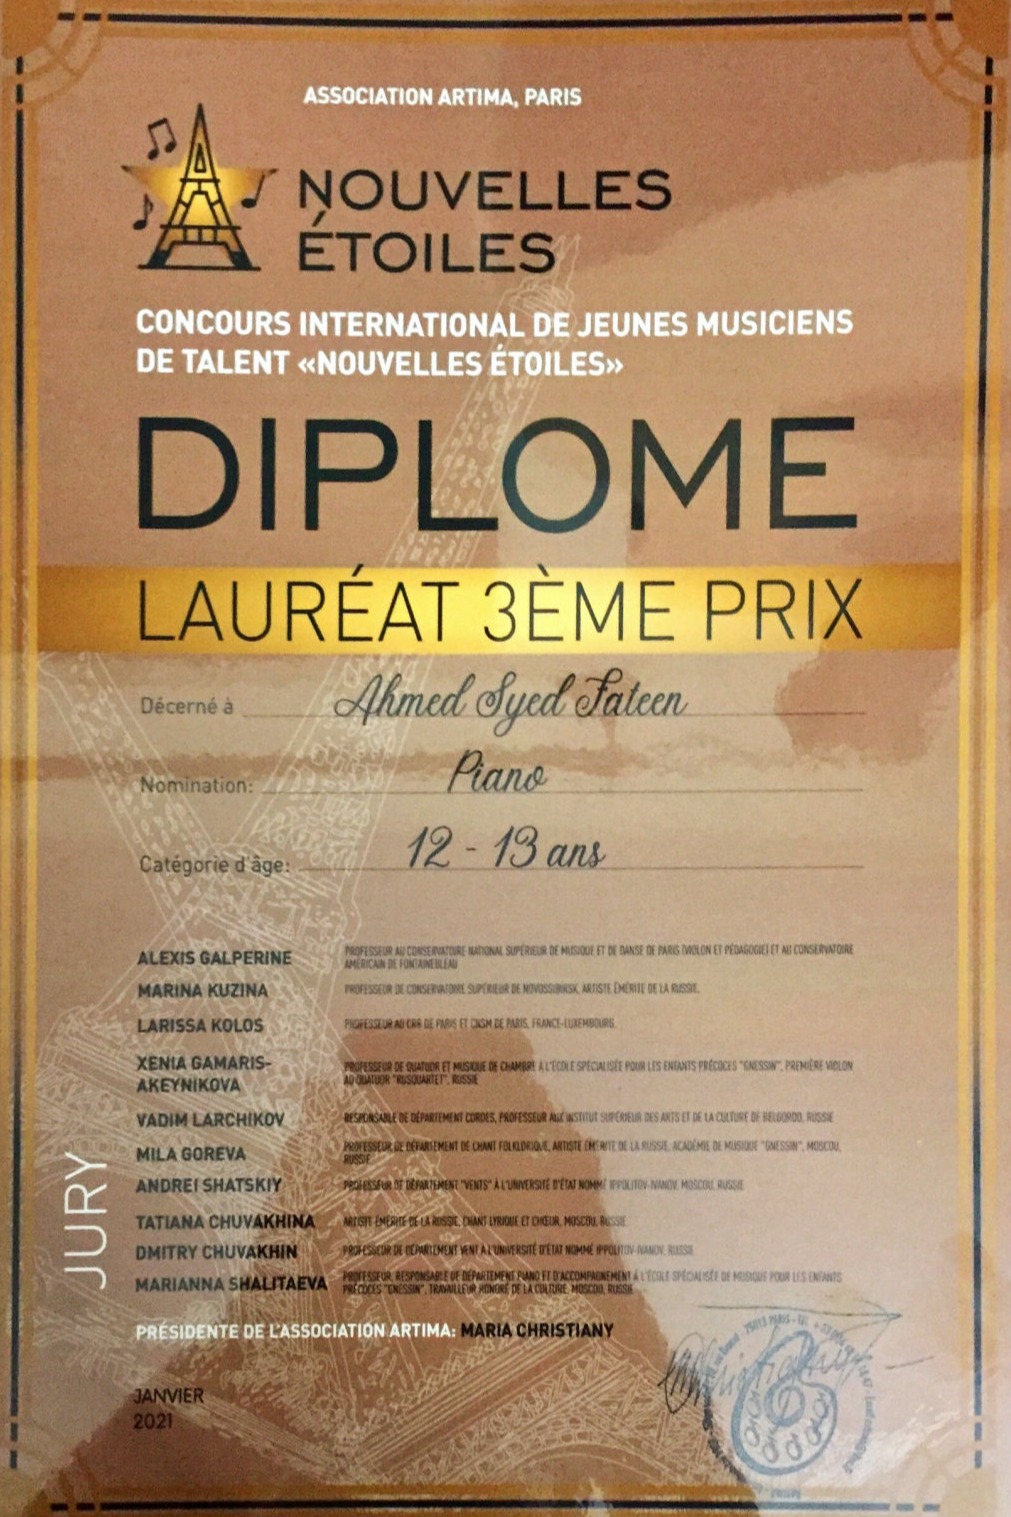 ASSOCIATION ARTIMA, PARIS
NOUVELLES
ÉTOILES
CONCOURS INTERNATIONAL DE JEUNES MUSICIENS
DE TALENT «NOUVELLES ÉTOILES»
DIPLOME
LAURÉAT 3ÈME PRIX
Décerné à Ahmed Syed Fateen
Nomination: Piano
Catégorie d'âge: 12 - 13 ans
JURY
ALEXIS GALPERINE PROFESSEUR AU CONSERVATOIRE NATIONAL SUPÉRIEUR DE MUSIQUE ET DE DANSE DE PARIS (VIOLON ET PÉDAGOGIE) ET AU CONSERVATOIRE
AMÉRICAIN DE FONTAINEBLEAU
MARINA KUZINA PROFESSEUR DE CONSERVATOIRE SUPÉRIEUR DE NOVOSSIBIRSK, ARTISTE ÉMÉRITE DE LA RUSSIE.
LARISSA KOLOS PROFESSEUR AU CRR DE PARIS ET CNSM DE PARIS, FRANCE-LUXEMBOURG.
XENIA GAMARIS-
AKEYNIKOVA
PROFESSEUR DE QUATUOR ET MUSIQUE DE CHAMBRE À L'ÉCOLE SPÉCIALISÉE POUR LES ENFANTS PRÉCOCES "GNESSIN", PREMIÈRE VIOLON
AU QUATUOR "RUSQUARTET", RUSSIE
VADIM LARCHIKOV RESPONSABLE DE DÉPARTEMENT CORDES, PROFESSEUR INSTITUT SUPÉRIEUR DES ARTS ET DE LA CULTURE DE BELGOROD, RUSSIE
MILA GOREVA PROFESSEUR DE DÉPARTEMENT DE CHANT FOLKLORIQUE, ARTISTE ÉMÉRITE DE LA RUSSIE, ACADÉMIE DE MUSIQUE "GNESSIN", MOSCOU,
RUSSIE
ANDREI SHATSKIY PROFESSEUR DE DÉPARTEMENT "VENTS" À L'UNIVERSITÉ D'ÉTAT NOMMÉ IPPOLITOV-IVANOV, MOSCOU, RUSSIE
TATIANA CHUVAKHINA ARTIST ÉMÉRITE DE LA RUSSIE, CHANT LYRIQUE ET CHŒUR, MOSCOU, RUSSIE
DMITRY CHUVAKHIN PROFESSEUR DE DÉPARTEMENT VENT À L'UNIVERSITÉ D'ÉTAT NOMMÉ IPPOLITOV-IVANOV, RUSSIE
MARIANNA SHALITAEVA PROFESSEUR, RESPONSABLE DE DÉPARTEMENT PIANO ET D'ACCOMPAGNEMENT À L'ÉCOLE SPÉCIALISÉE DE MUSIQUE POUR LES ENFANTS
PRÉCOCES "GNESSIN", TRAVAILLEUR HONORÉ DE LA CULTURE, MOSCOU, RUSSIE
PRÉSIDENTE DE L'ASSOCIATION ARTIMA: MARIA CHRISTIANY
JANVIER
2021
75013 PARIS